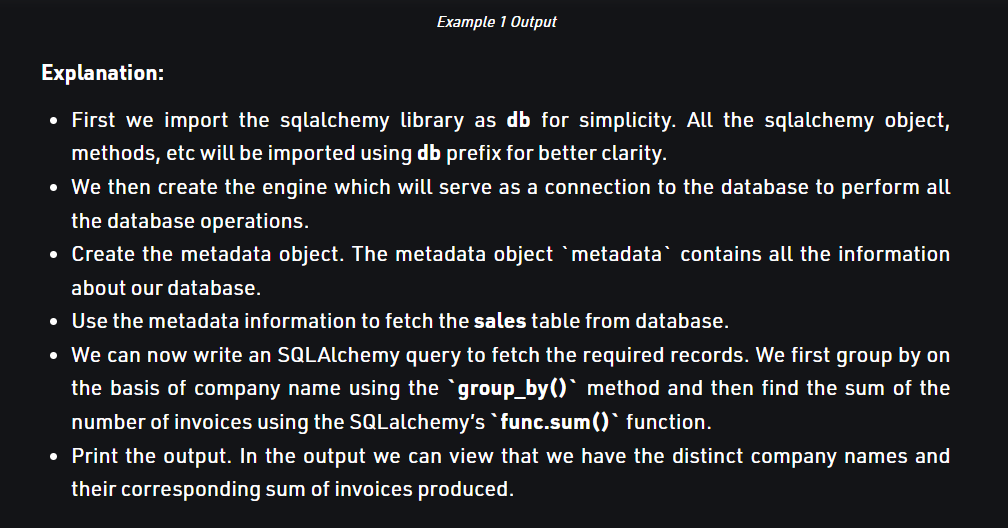 Example 1 Output
Explanation:
• First we import the sqlalchemy library as db for simplicity. All the sqlalchemy object,
methods, etc will be imported using db prefix for better clarity.
• We then create the engine which will serve as a connection to the database to perform all
the database operations.
• Create the metadata object. The metadata object `metadata` contains all the information
about our database.
• Use the metadata information to fetch the sales table from database.
• We can now write an SQLAlchemy query to fetch the required records. We first group by on
the basis of company name using the `group_by()` method and then find the sum of the
number of invoices using the SQLalchemy’s `func.sum()` function.
• Print the output. In the output we can view that we have the distinct company names and
their corresponding sum of invoices produced.